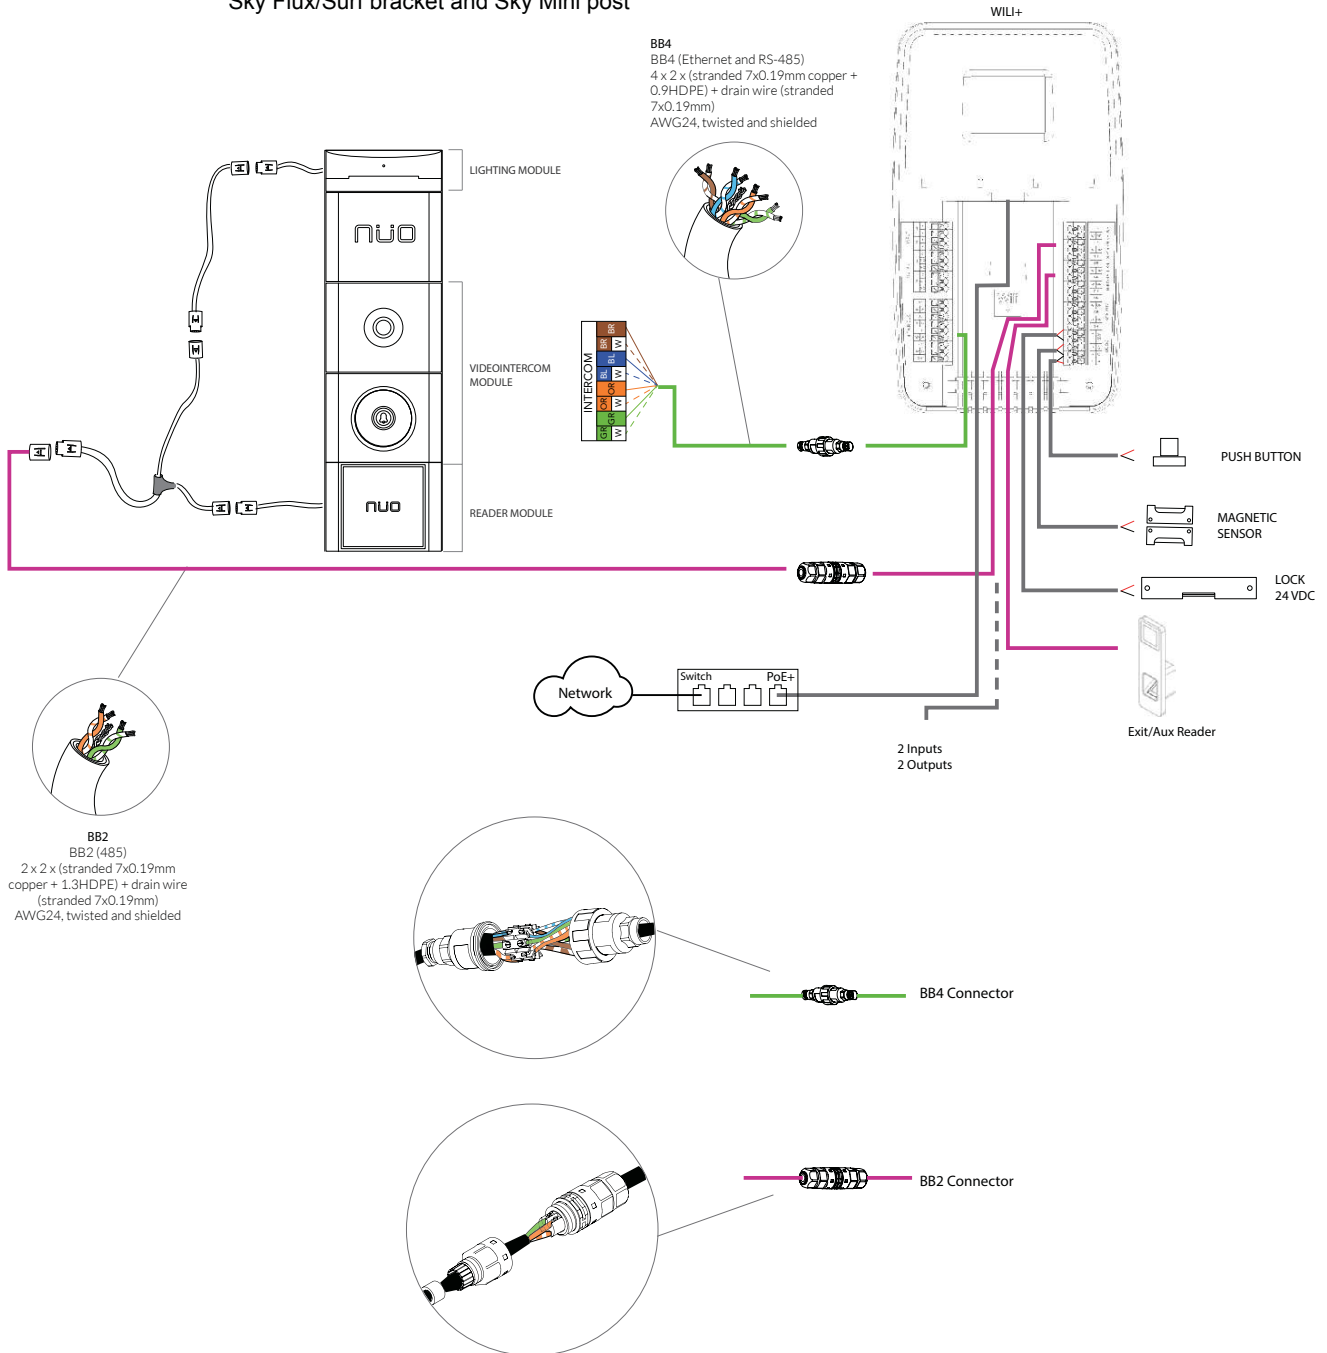 Sky Flux/Surf bracket and Sky Mini post
WILI+
BB4
BB4 (Ethernet and RS-485)
4 x 2 x (stranded 7x0.19mm copper +
0.9HDPE) + drain wire (stranded
7x0.19mm)
AWG24, twisted and shielded
LIGHTING MODULE
nüo
VIDEOINTERCOM
MODULE
INTERCOM
BR
BR W
BL
BL W
OR
OR W
GR
GR W
nuo
READER MODULE
PUSH BUTTON
MAGNETIC
SENSOR
LOCK
24 VDC
Switch
PoE+
Network
Exit/Aux Reader
2 Inputs
2 Outputs
BB2
BB2 (485)
2 x 2 x (stranded 7x0.19mm
copper + 1.3HDPE) + drain wire
(stranded 7x0.19mm)
AWG24, twisted and shielded
BB4 Connector
BB2 Connector